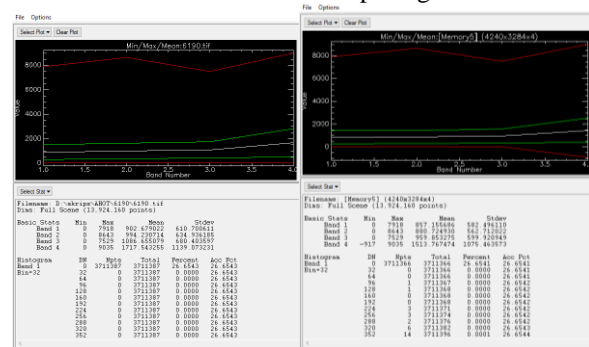 File Options
Select Plot Clear Plot
Min/Max/Mean:6190.tif
8000
6000
4000
2000
0
Value
1.0 1.5 2.0 2.5 3.0 3.5 4.0
Band Number
Select Stat
Filename: D:\skripsi\AHOT\6190\6190.tif
Dims: Full Scene (13.924.160 points)
Basic Stats Min Max Mean Stdev
Band 1 0 7918 902.679022 610.788611
Band 2 0 8643 994.230714 634.936185
Band 3 0 7529 1006.655079 680.403597
Band 4 0 9035 1717.543255 1139.873231
Histogram DN Npts Total Percent Acc Pct
Band 1 0 3711387 3711387 26.6543 26.6543
Bin=32 32 0 3711387 0.0000 26.6543
64 0 3711387 0.0000 26.6543
96 0 3711387 0.0000 26.6543
128 0 3711387 0.0000 26.6543
160 0 3711387 0.0000 26.6543
192 0 3711387 0.0000 26.6543
224 0 3711387 0.0000 26.6543
256 0 3711387 0.0000 26.6543
288 0 3711387 0.0000 26.6543
320 0 3711387 0.0000 26.6543
352 0 3711387 0.0000 26.6543
File Options
Select Plot Clear Plot
Min/Max/Mean:[Memory5] (4240x3284x4)
8000
6000
4000
2000
0
Value
1.0 1.5 2.0 2.5 3.0 3.5 4.0
Band Number
Select Stat
Filename: [Memory5] (4240x3284x4)
Dims: Full Scene (13.924.160 points)
Basic Stats Min Max Mean Stdev
Band 1 0 7918 857.155686 582.496110
Band 2 0 8643 880.724930 562.712022
Band 3 0 7529 959.853275 599.920949
Band 4 -917 9035 1513.767474 1075.463573
Histogram DN Npts Total Percent Acc Pct
Band 1 0 3711366 3711366 26.6541 26.6541
Bin=32 32 0 3711366 0.0000 26.6541
64 0 3711366 0.0000 26.6541
96 1 3711367 0.0000 26.6542
128 1 3711368 0.0000 26.6542
160 0 3711368 0.0000 26.6542
192 0 3711368 0.0000 26.6542
224 3 3711371 0.0000 26.6542
256 3 3711374 0.0000 26.6542
288 2 3711376 0.0000 26.6542
320 6 3711382 0.0000 26.6543
352 14 3711396 0.0001 26.6544